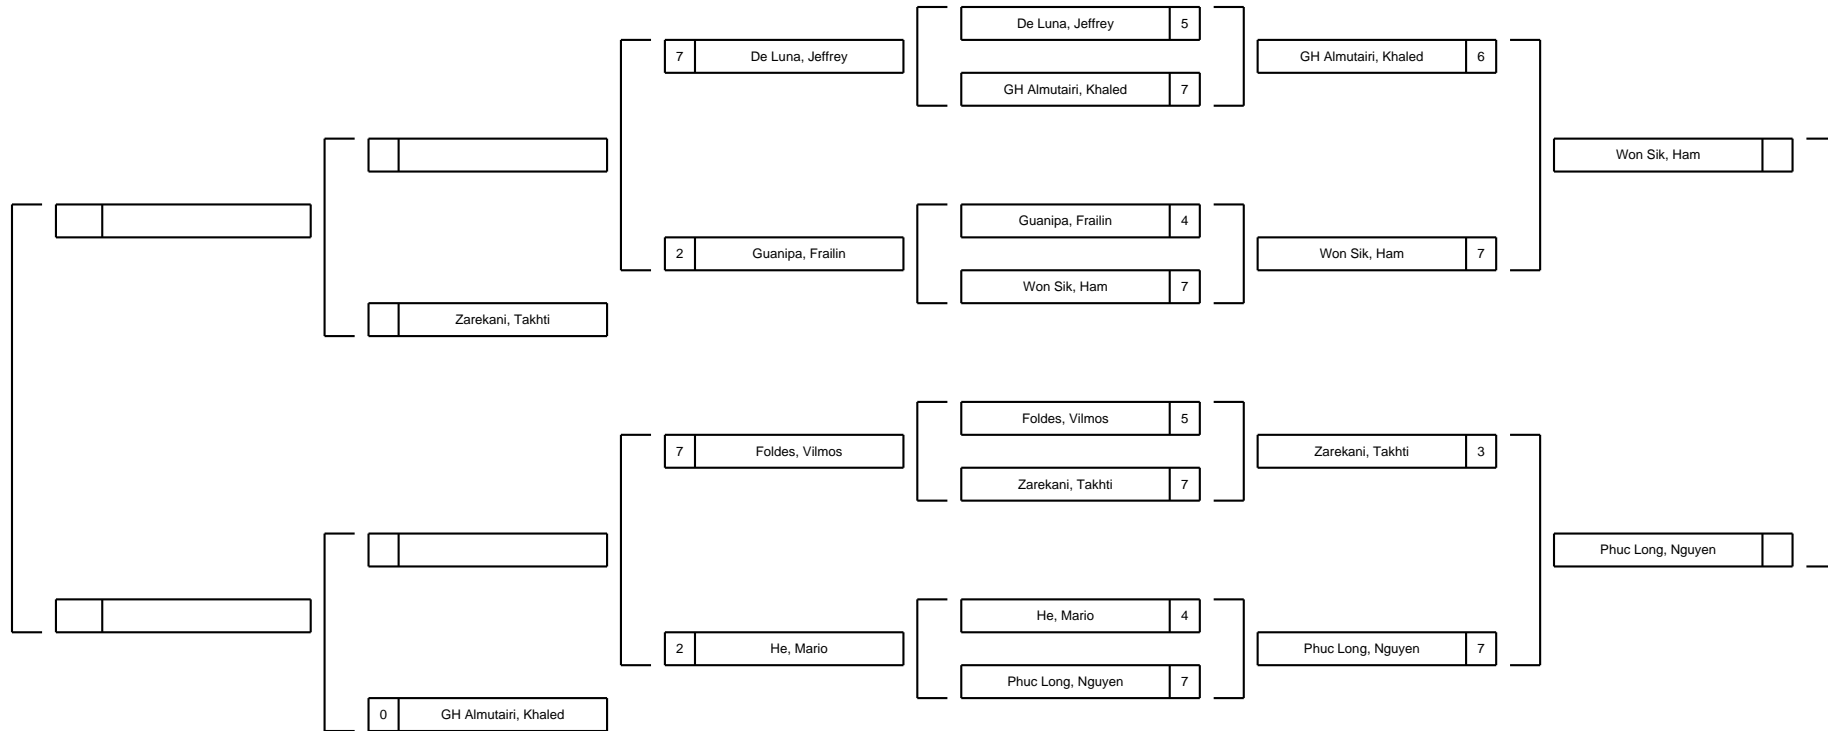 De Luna, Jeffrey 5
7 De Luna, Jeffrey
GH Almutairi, Khaled 6
GH Almutairi, Khaled 7
Won Sik, Ham
Guanipa, Frailin 4
2 Guanipa, Frailin
Won Sik, Ham 7
Won Sik, Ham 7
Zarekani, Takhti
Foldes, Vilmos 5
7 Foldes, Vilmos
Zarekani, Takhti 3
Zarekani, Takhti 7
Phuc Long, Nguyen
He, Mario 4
2 He, Mario
Phuc Long, Nguyen 7
Phuc Long, Nguyen 7
0 GH Almutairi, Khaled